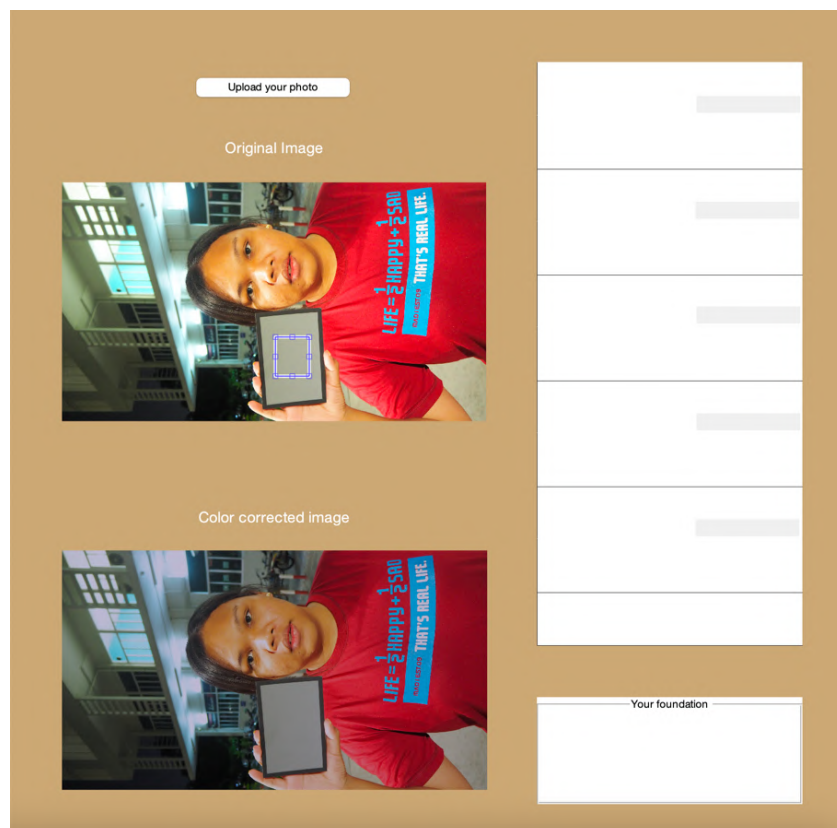 Upload your photo
Original Image
LIFE = 1/2 HAPPY + 1/2 SAD
THAT'S REAL LIFE.
Color corrected image
LIFE = 1/2 HAPPY + 1/2 SAD
THAT'S REAL LIFE.
Your foundation